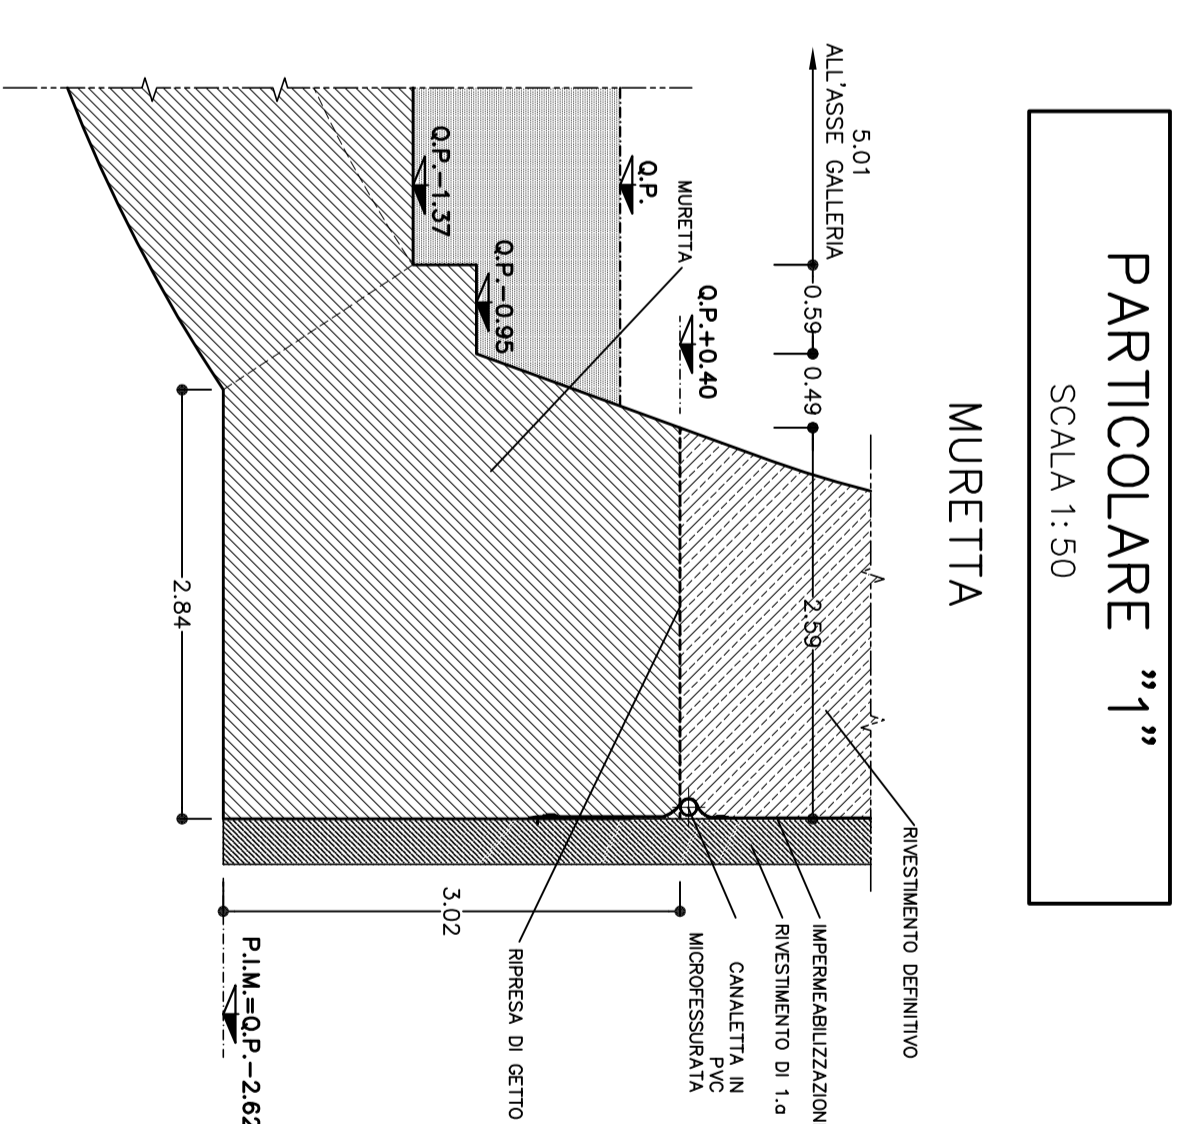 PARTICOLARE "1"
SCALA 1:50
MURETTA
5.01
ALL'ASSE GALLERIA
0.59
0.49
2.59
Q.P.
Q.P.+0.40
MURETTA
Q.P.-0.95
Q.P.-1.37
2.84
3.02
RIVESTIMENTO DEFINITIVO
IMPERMEABILIZZAZION
RIVESTIMENTO DI 1.a
CANALETTA IN
PVC
MICROFESSURATA
RIPRESA DI GETTO
P.I.M.=Q.P.-2.62